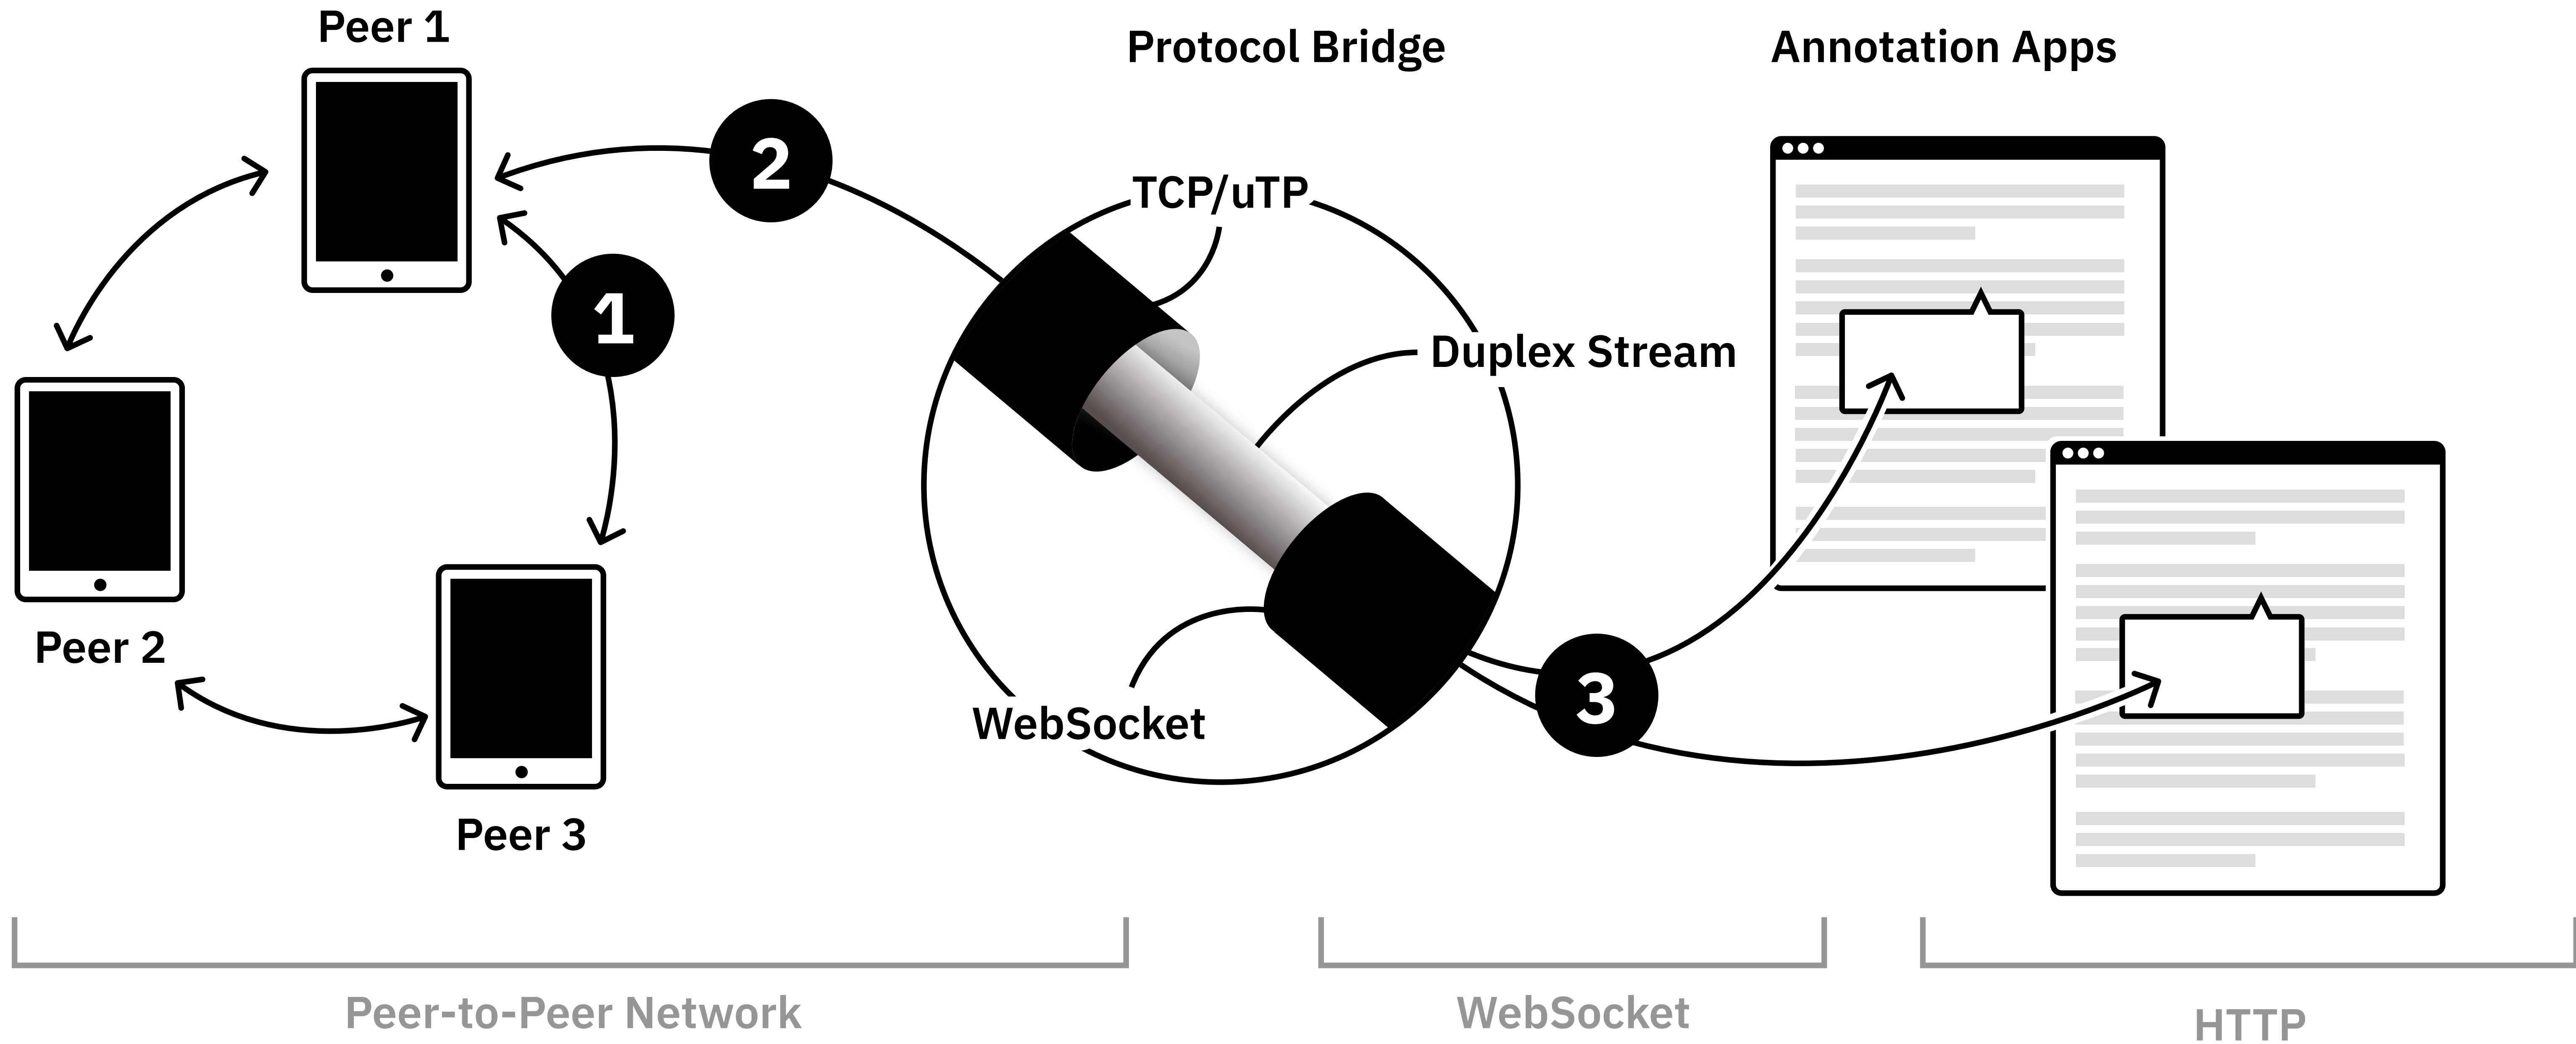 Peer 1
Protocol Bridge
Annotation Apps
2
TCP/uTP
1
Duplex Stream
Peer 2
WebSocket
3
Peer 3
Peer-to-Peer Network
WebSocket
HTTP